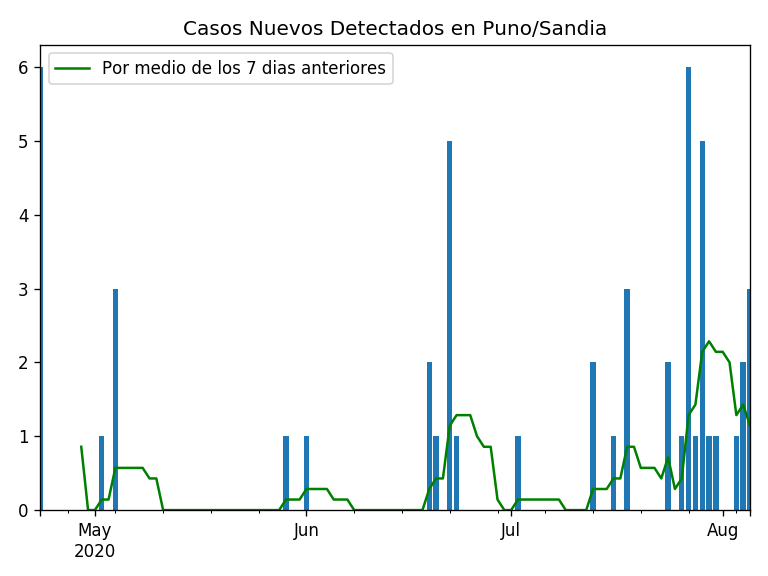 Casos Nuevos Detectados en Puno/Sandia
Por medio de los 7 dias anteriores
6
5
4
3
2
1
0
May
2020
Jun
Jul
Aug